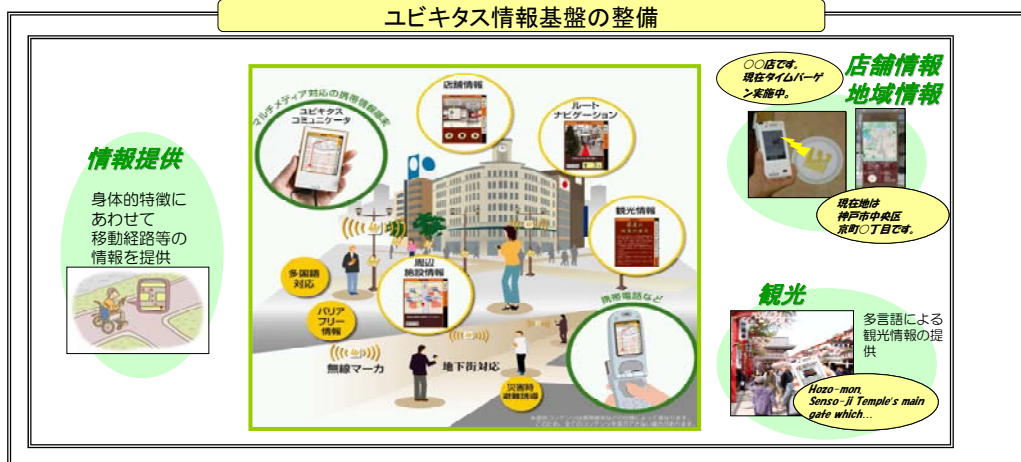 ユビキタス情報基盤の整備
情報提供
身体的特徴に
あわせて
移動経路等の
情報を提供
マルチメディア対応の携帯情報端末
ユビキタス
コミュニケータ
店舗情報
ルート
ナビゲーション
観光情報
周辺
施設情報
多国語
対応
バリア
フリー
情報
無線マーカ
地下街対応
災害時
避難誘導
携帯電話など
○○店です。
現在タイムバーゲ
ン実施中。
店舗情報
地域情報
現在地は
神戸市中央区
京町○丁目です。
観光
多言語による
観光情報の提
供
Hozo-mon,
Senso-ji Temple's main
gate which...